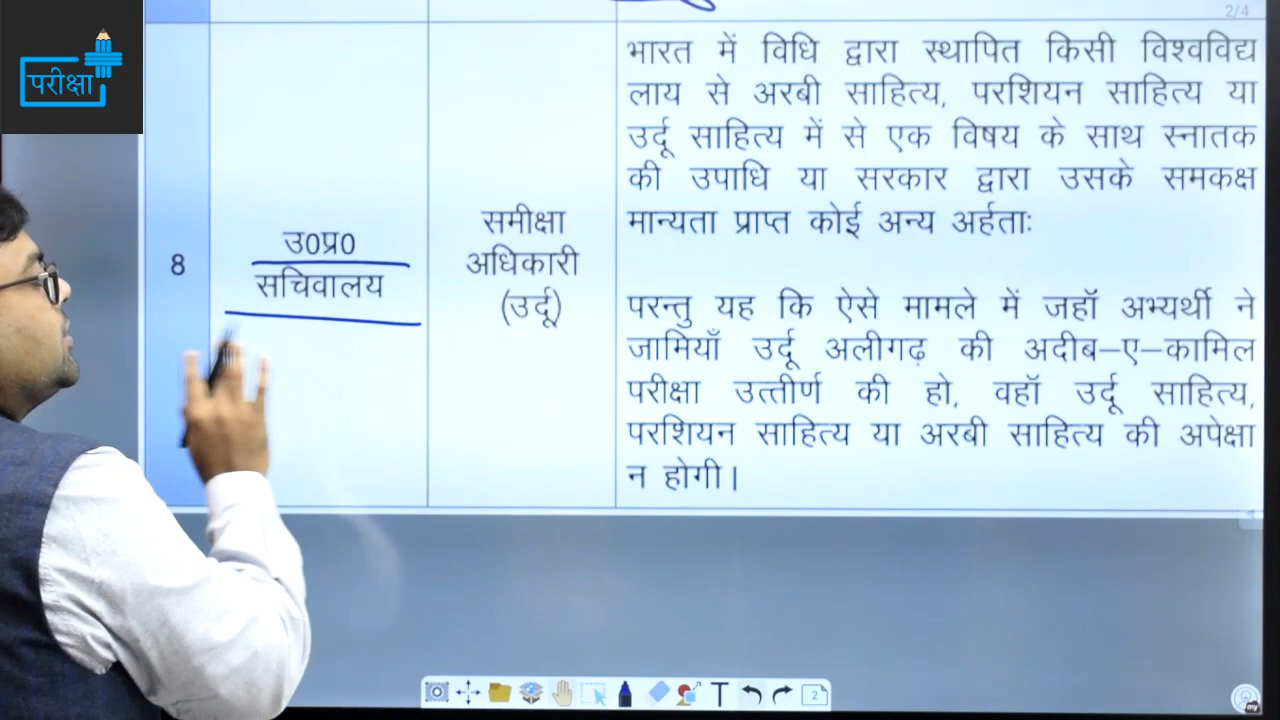 परीक्षा
2/4
8
उ0प्र0
सचिवालय
समीक्षा
अधिकारी
(उर्दू)
भारत में विधि द्वारा स्थापित किसी विश्वविद्य
लाय से अरबी साहित्य, परशियन साहित्य या
उर्दू साहित्य में से एक विषय के साथ स्नातक
की उपाधि या सरकार द्वारा उसके समकक्ष
मान्यता प्राप्त कोई अन्य अर्हताः
परन्तु यह कि ऐसे मामले में जहॉ अभ्यर्थी ने
जामियाँ उर्दू अलीगढ़ की अदीब–ए–कामिल
परीक्षा उत्तीर्ण की हो, वहॉ उर्दू साहित्य,
परशियन साहित्य या अरबी साहित्य की अपेक्षा
न होगी।
T
2
my